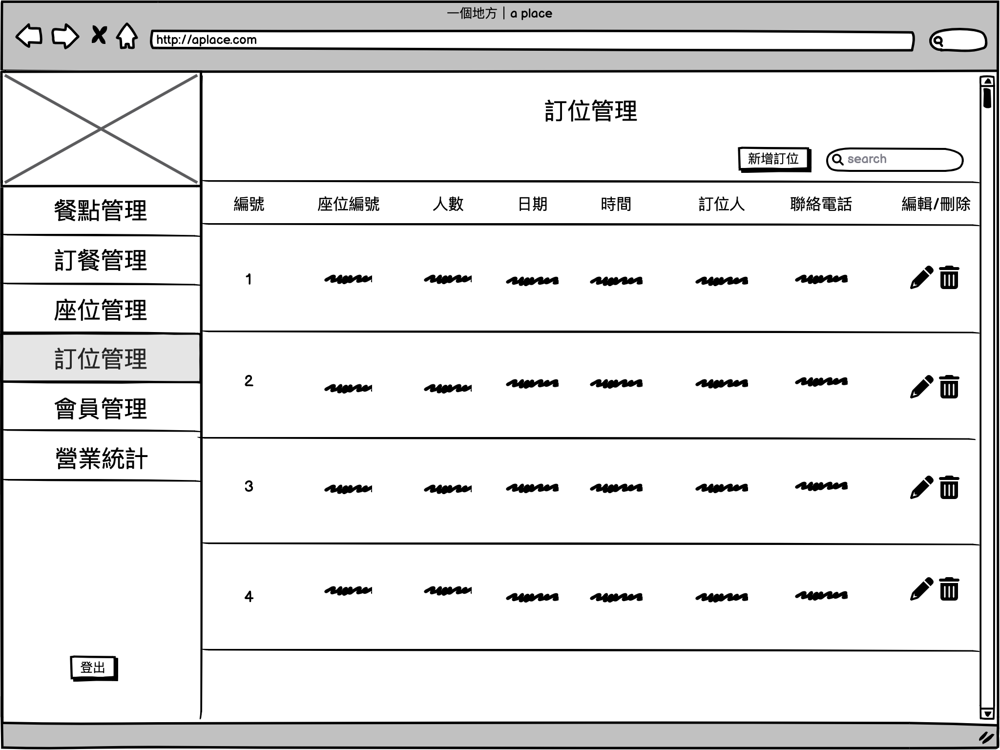 一個地方｜a place
http://aplace.com
訂位管理
新增訂位
search
餐點管理
訂餐管理
座位管理
訂位管理
會員管理
營業統計
登出
編號 座位編號 人數 日期 時間 訂位人 聯絡電話 編輯/刪除
1
2
3
4